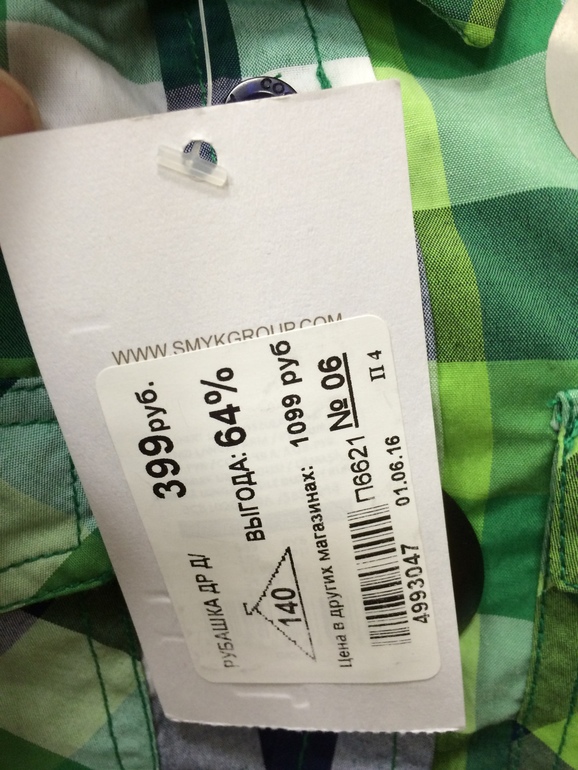 CO
WWW.SMYKGROUP.COM
РУБАШКА ДР Д/
399руб.
140
ВЫГОДА: 64%
Цена в других магазинах: 1099 руб
П6621 № 06
4993047 01.06.16 П 4